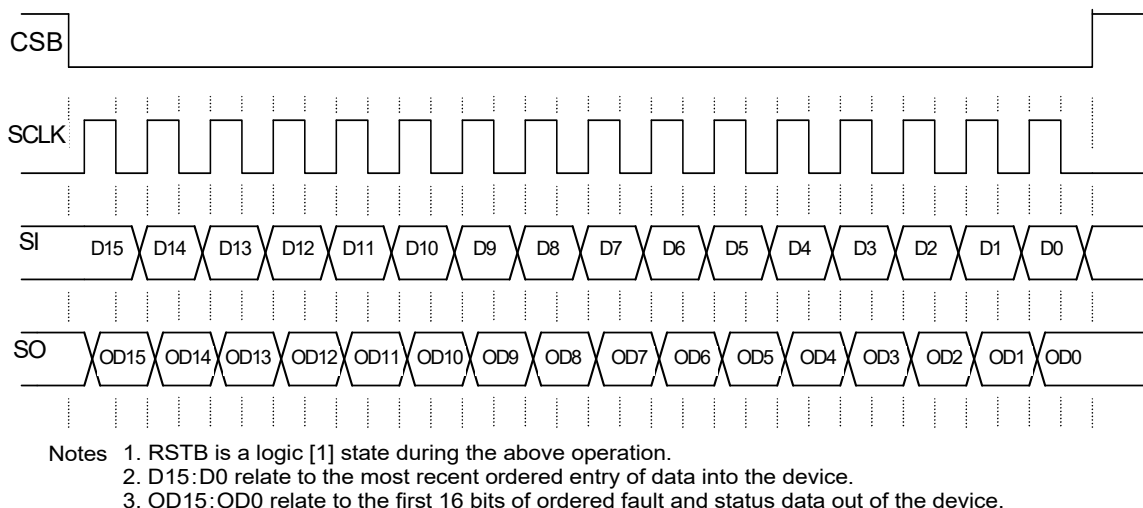 CSB
SCLK
SI D15 D14 D13 D12 D11 D10 D9 D8 D7 D6 D5 D4 D3 D2 D1 D0
SO OD15 OD14 OD13 OD12 OD11 OD10 OD9 OD8 OD7 OD6 OD5 OD4 OD3 OD2 OD1 OD0
Notes 1. RSTB is a logic [1] state during the above operation.
2. D15:D0 relate to the most recent ordered entry of data into the device.
3. OD15:OD0 relate to the first 16 bits of ordered fault and status data out of the device.